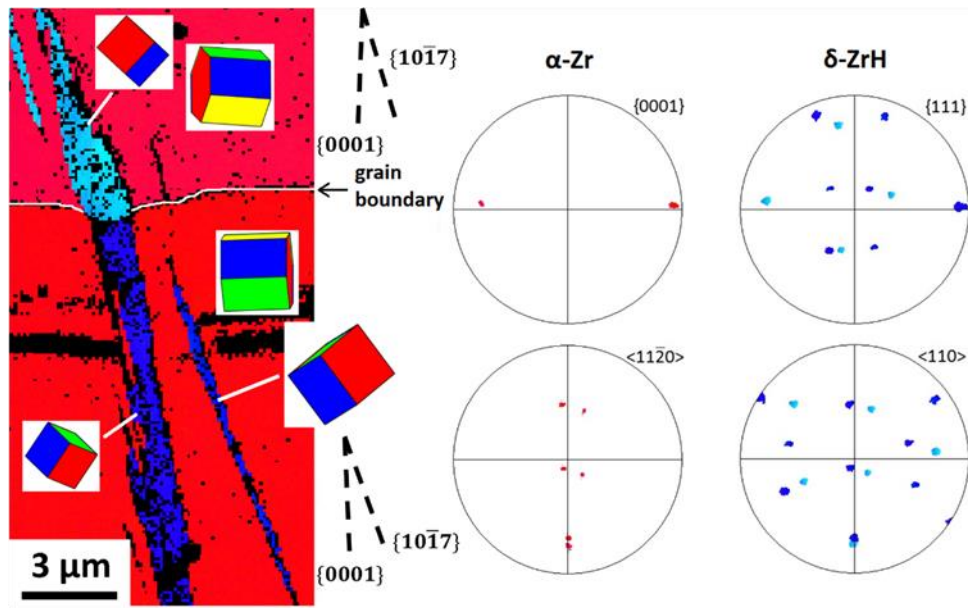 {101̅7}
{0001}
grain
boundary
{101̅7}
{0001}
3 µm
α-Zr
δ-ZrH
{0001}
{111}
<112̅0>
<110>